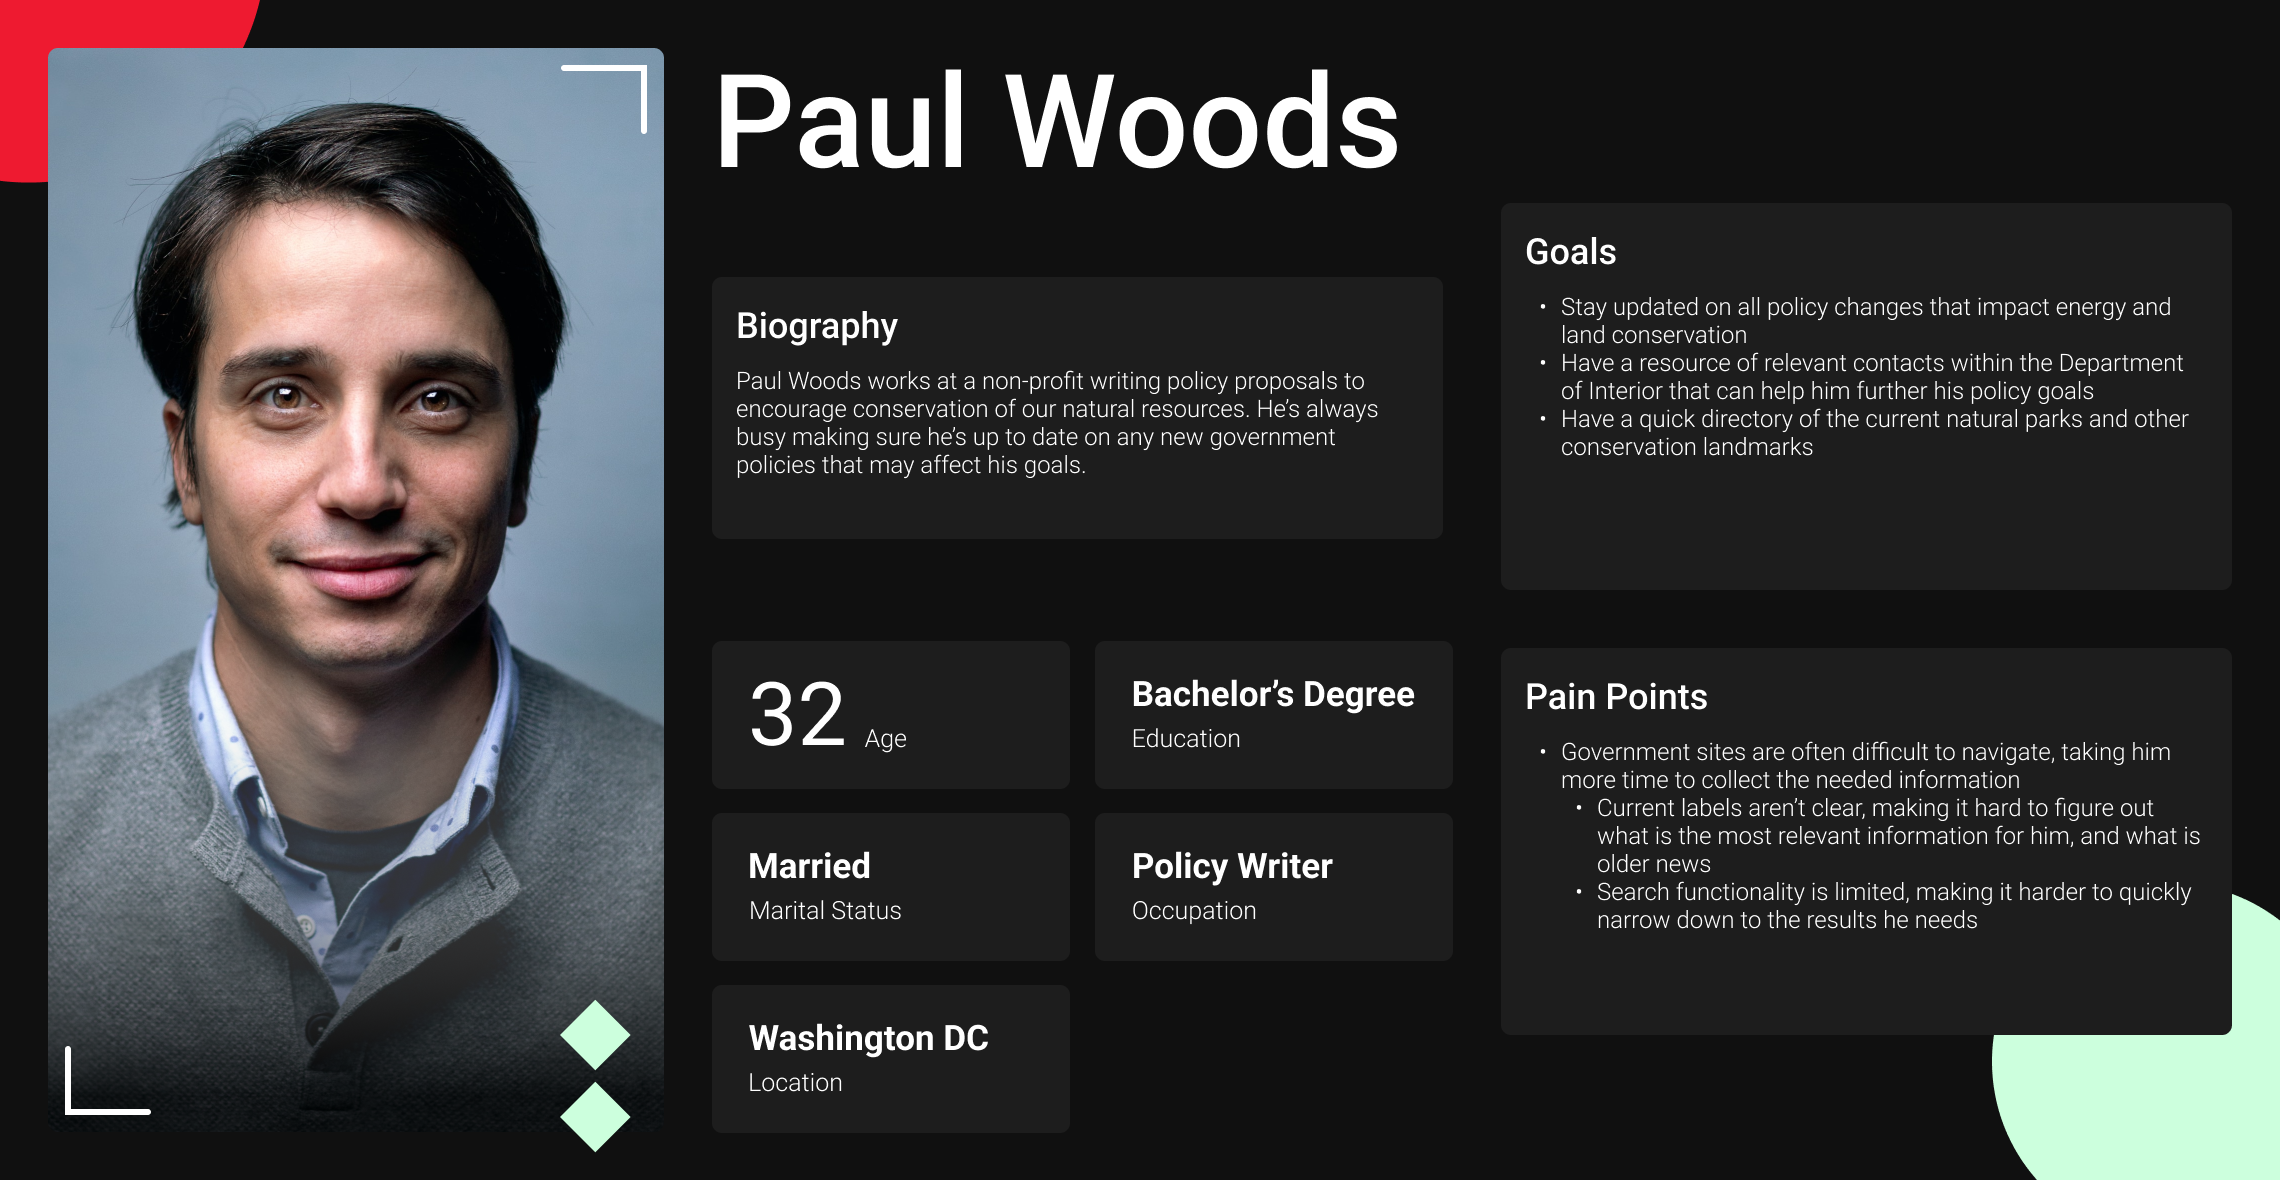 Paul Woods
Biography
Paul Woods works at a non-profit writing policy proposals to
encourage conservation of our natural resources. He’s always
busy making sure he’s up to date on any new government
policies that may affect his goals.
32 Age
Bachelor’s Degree
Education
Married
Marital Status
Policy Writer
Occupation
Washington DC
Location
Goals
• Stay updated on all policy changes that impact energy and
land conservation
• Have a resource of relevant contacts within the Department
of Interior that can help him further his policy goals
• Have a quick directory of the current natural parks and other
conservation landmarks
Pain Points
• Government sites are often difficult to navigate, taking him
more time to collect the needed information
• Current labels aren’t clear, making it hard to figure out
what is the most relevant information for him, and what is
older news
• Search functionality is limited, making it harder to quickly
narrow down to the results he needs